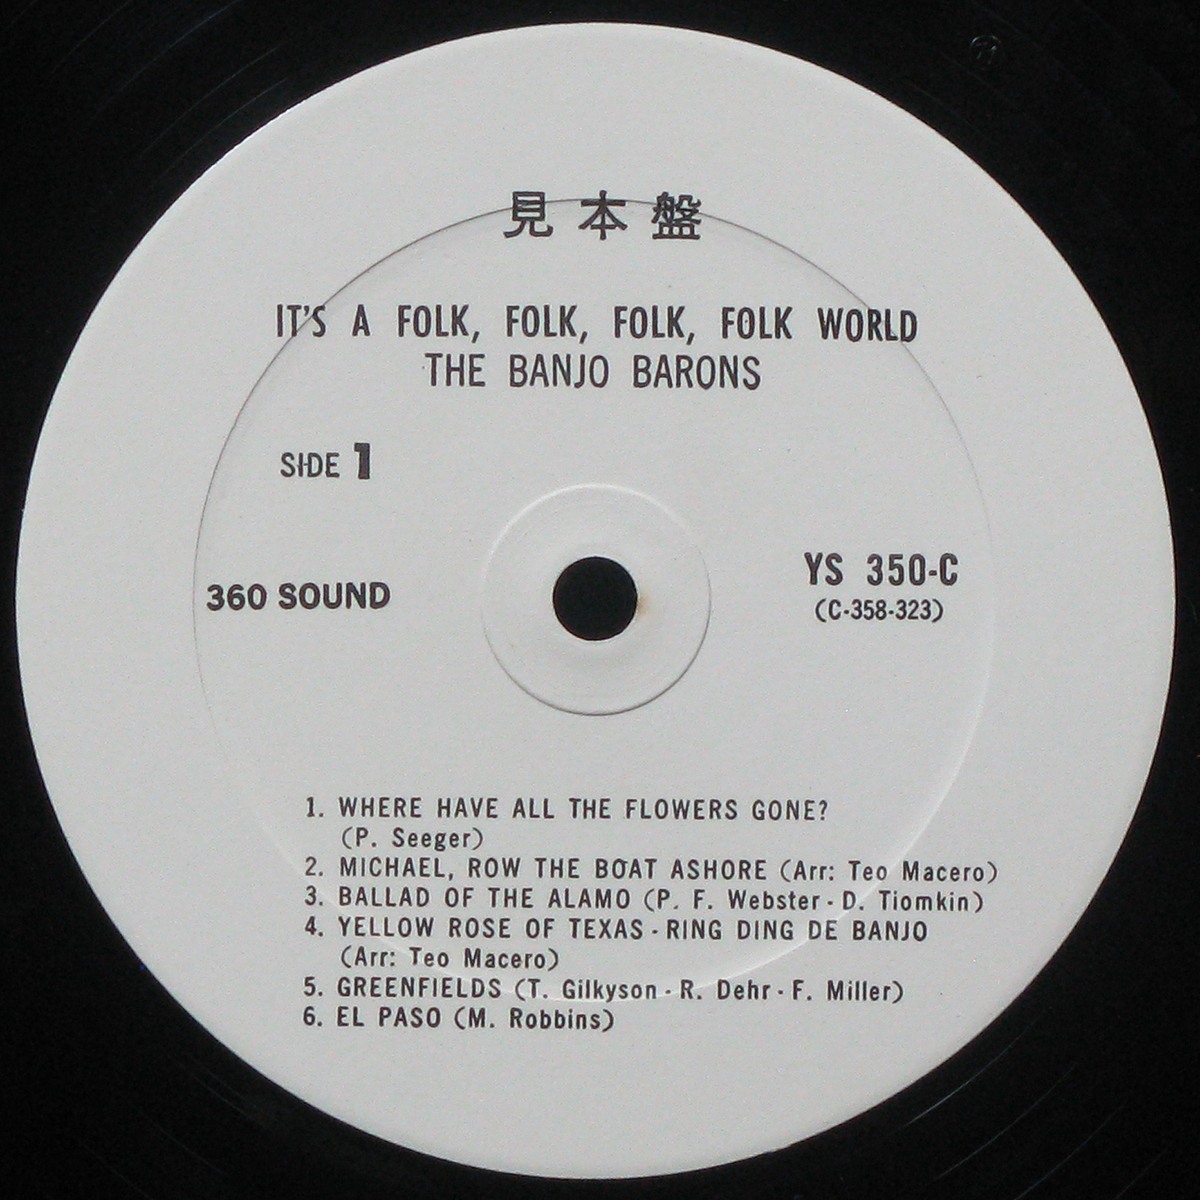 見本盤
IT'S A FOLK, FOLK, FOLK, FOLK WORLD
THE BANJO BARONS
SIDE 1
360 SOUND
YS 350-C
(C-358-323)
1. WHERE HAVE ALL THE FLOWERS GONE?
(P. Seeger)
2. MICHAEL, ROW THE BOAT ASHORE (Arr: Teo Macero)
3. BALLAD OF THE ALAMO (P. F. Webster - D. Tiomkin)
4. YELLOW ROSE OF TEXAS - RING DING DE BANJO
(Arr: Teo Macero)
5. GREENFIELDS (T. Gilkyson - R. Dehr - F. Miller)
6. EL PASO (M. Robbins)